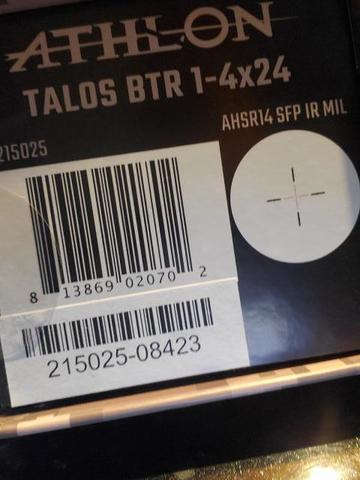 ATHLON
TALOS BTR 1-4x24
AHSR14 SFP IR MIL
215025
8 13869 02070 2
215025-08423